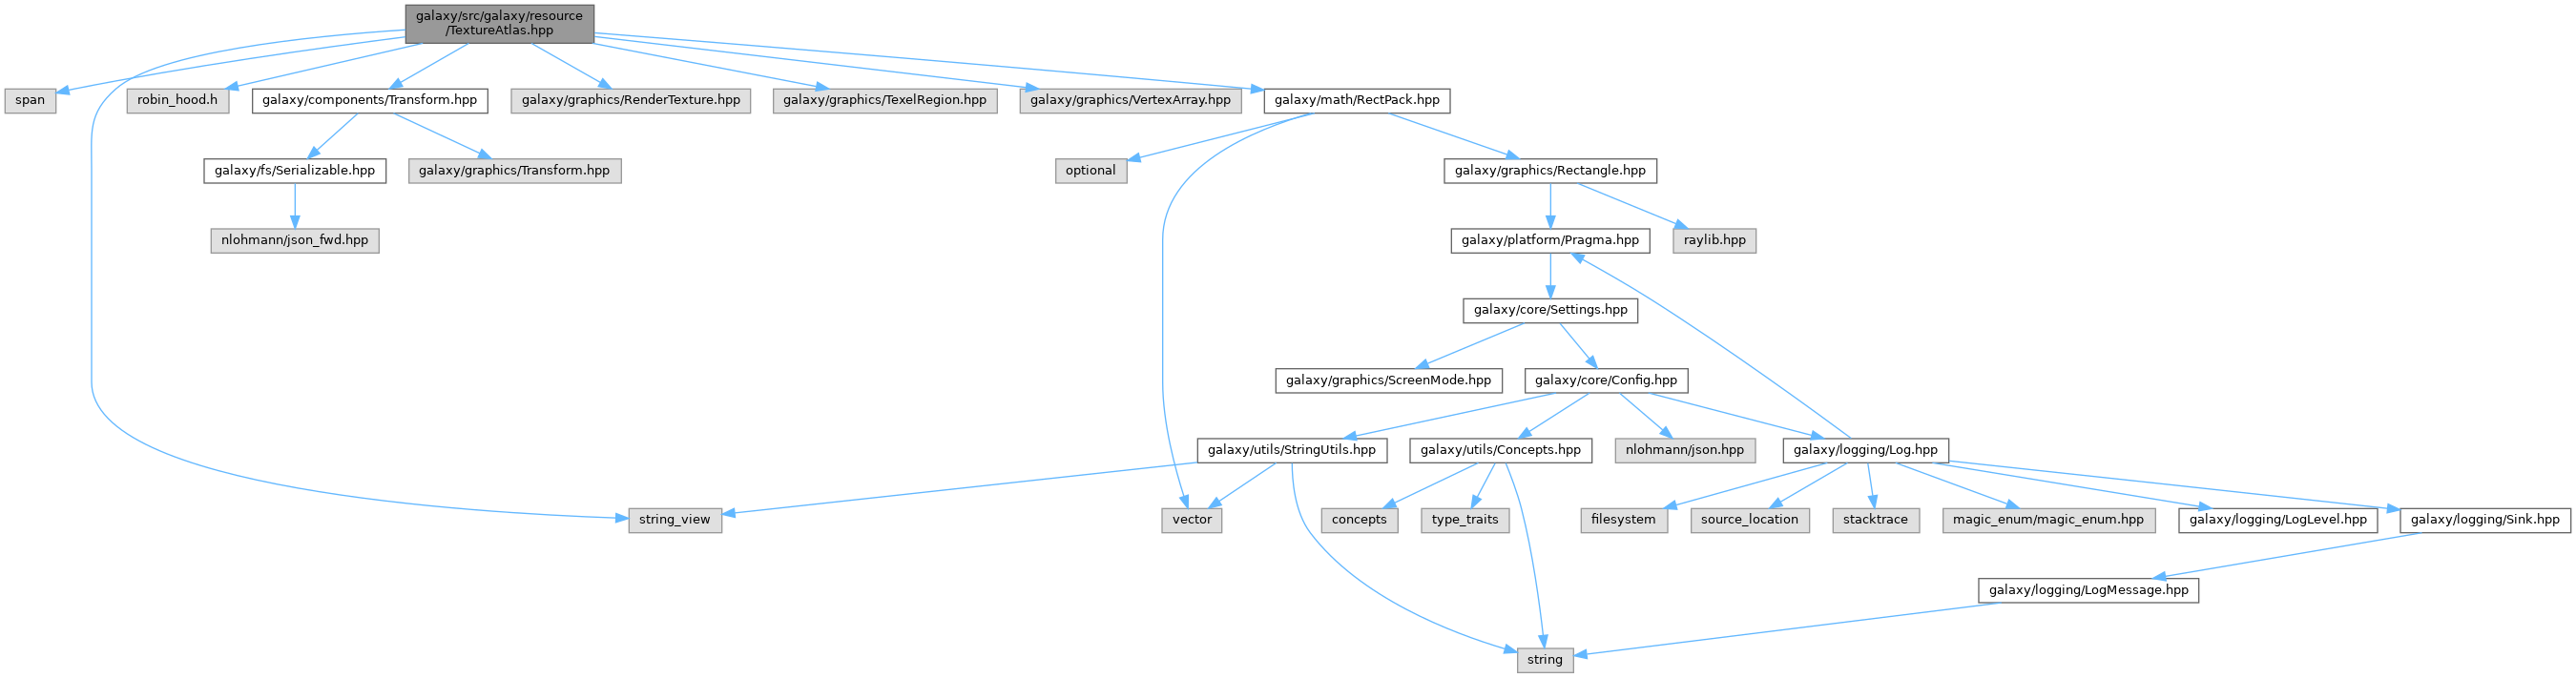 galaxy/src/galaxy/resource
/TextureAtlas.hpp
span
robin_hood.h
galaxy/components/Transform.hpp
galaxy/graphics/RenderTexture.hpp
galaxy/graphics/TexelRegion.hpp
galaxy/graphics/VertexArray.hpp
galaxy/math/RectPack.hpp
galaxy/fs/Serializable.hpp
galaxy/graphics/Transform.hpp
optional
galaxy/graphics/Rectangle.hpp
nlohmann/json_fwd.hpp
galaxy/platform/Pragma.hpp
raylib.hpp
galaxy/core/Settings.hpp
galaxy/graphics/ScreenMode.hpp
galaxy/core/Config.hpp
galaxy/utils/StringUtils.hpp
galaxy/utils/Concepts.hpp
nlohmann/json.hpp
galaxy/logging/Log.hpp
string_view
vector
concepts
type_traits
filesystem
source_location
stacktrace
magic_enum/magic_enum.hpp
galaxy/logging/LogLevel.hpp
galaxy/logging/Sink.hpp
galaxy/logging/LogMessage.hpp
string